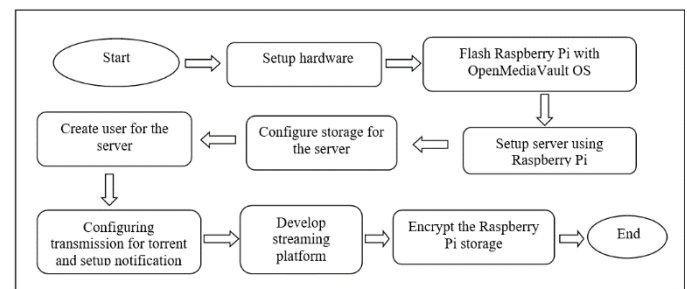 Start
Setup hardware
Flash Raspberry Pi with
OpenMediaVault OS
Setup server using
Raspberry Pi
Configure storage for
the server
Create user for the
server
Configuring
transmission for torrent
and setup notification
Develop
streaming
platform
Encrypt the Raspberry
Pi storage
End